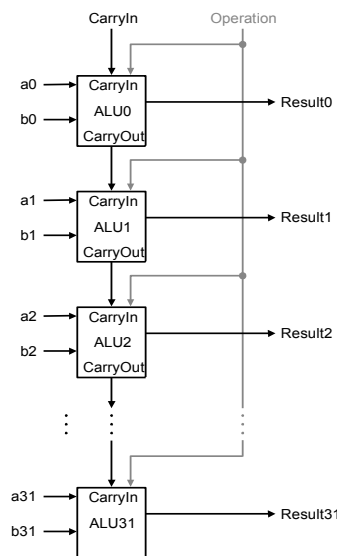 CarryIn Operation
a0 CarryIn
ALU0 Result0
b0
CarryOut
a1 CarryIn
ALU1 Result1
b1
CarryOut
a2 CarryIn
ALU2 Result2
b2
CarryOut
a31 CarryIn
ALU31 Result31
b31